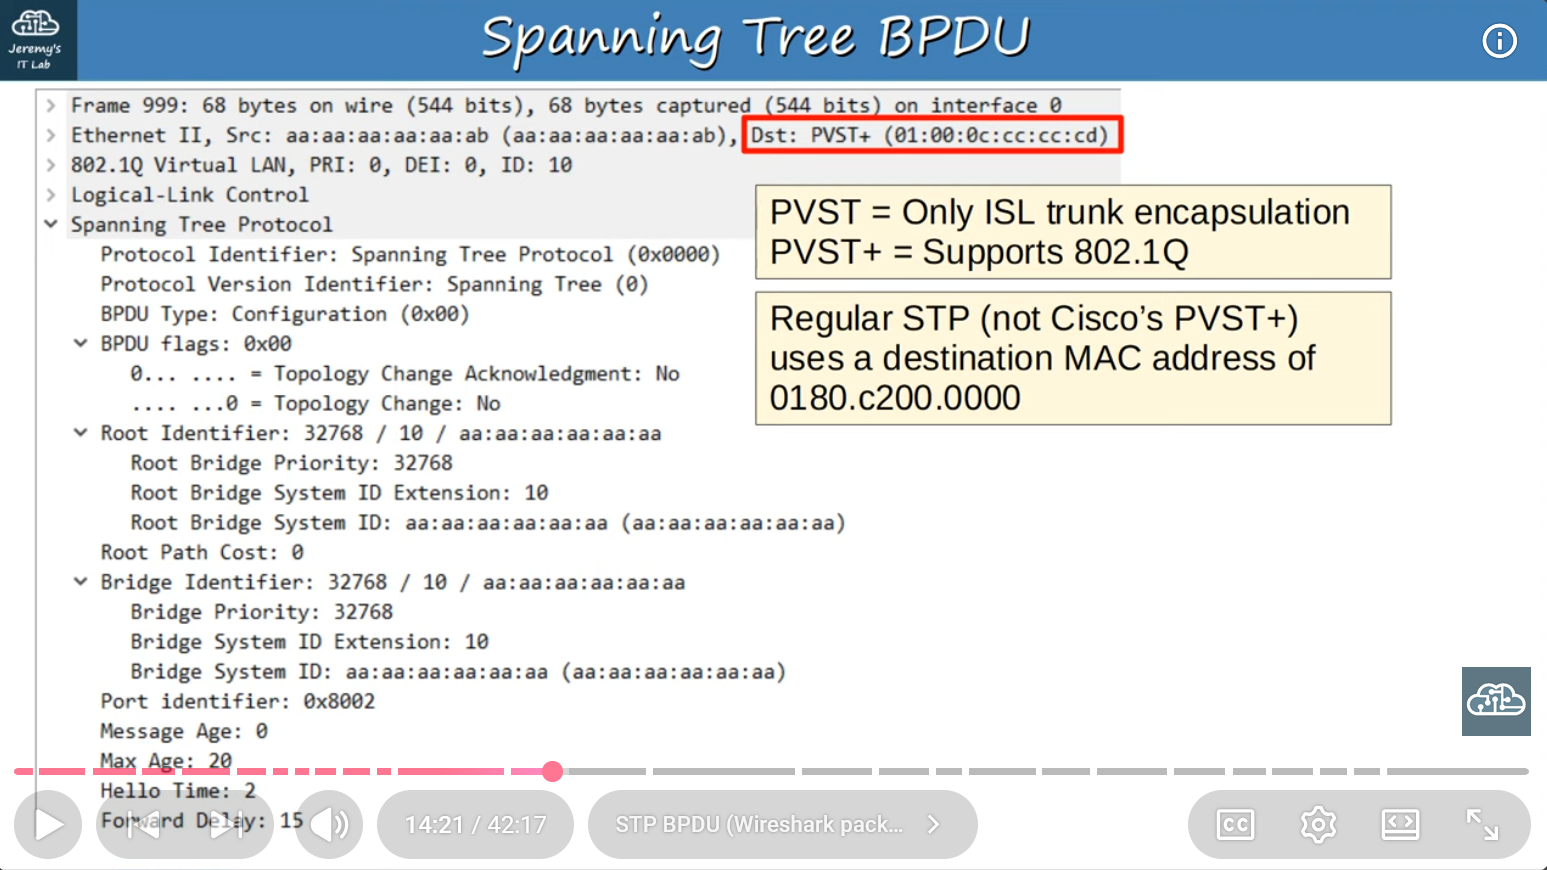 Jeremy's
IT Lab
Spanning Tree BPDU
Frame 999: 68 bytes on wire (544 bits), 68 bytes captured (544 bits) on interface 0
Ethernet II, Src: aa:aa:aa:aa:aa:ab (aa:aa:aa:aa:aa:ab), Dst: PVST+ (01:00:0c:cc:cc:cd)
802.1Q Virtual LAN, PRI: 0, DEI: 0, ID: 10
Logical-Link Control
Spanning Tree Protocol
Protocol Identifier: Spanning Tree Protocol (0x0000)
Protocol Version Identifier: Spanning Tree (0)
BPDU Type: Configuration (0x00)
BPDU flags: 0x00
0... .... = Topology Change Acknowledgment: No
.... ...0 = Topology Change: No
Root Identifier: 32768 / 10 / aa:aa:aa:aa:aa:aa
Root Bridge Priority: 32768
Root Bridge System ID Extension: 10
Root Bridge System ID: aa:aa:aa:aa:aa:aa (aa:aa:aa:aa:aa:aa)
Root Path Cost: 0
Bridge Identifier: 32768 / 10 / aa:aa:aa:aa:aa:aa
Bridge Priority: 32768
Bridge System ID Extension: 10
Bridge System ID: aa:aa:aa:aa:aa:aa (aa:aa:aa:aa:aa:aa)
Port identifier: 0x8002
Message Age: 0
Max Age: 20
Hello Time: 2
Forward Delay: 15
PVST = Only ISL trunk encapsulation
PVST+ = Supports 802.1Q
Regular STP (not Cisco’s PVST+)
uses a destination MAC address of
0180.c200.0000
14:21 / 42:17
STP BPDU (Wireshark pack...
CC